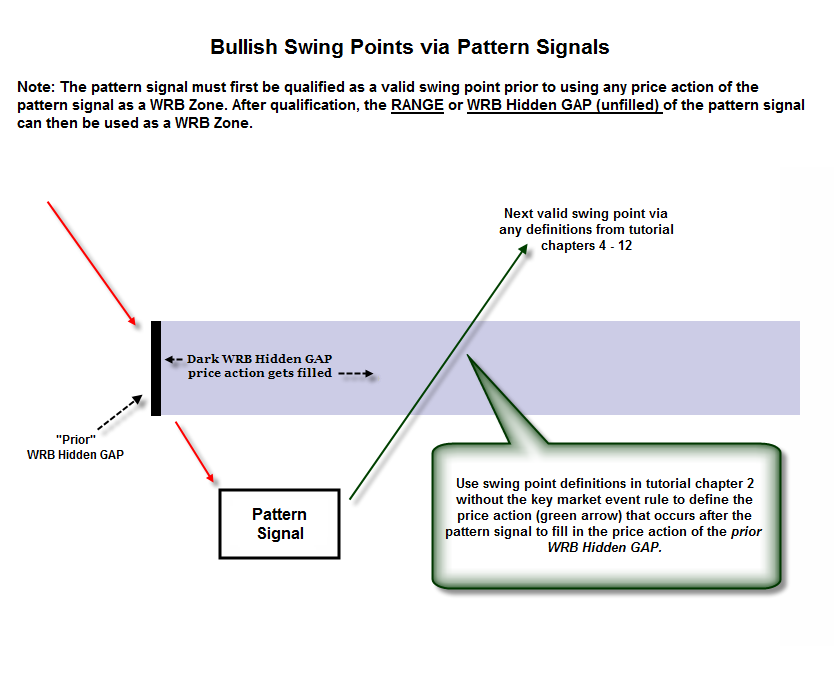 Bullish Swing Points via Pattern Signals
Note: The pattern signal must first be qualified as a valid swing point prior to using any price action of the
pattern signal as a WRB Zone. After qualification, the RANGE or WRB Hidden GAP (unfilled) of the pattern signal
can then be used as a WRB Zone.
Next valid swing point via
any definitions from tutorial
chapters 4 - 12
Dark WRB Hidden GAP
price action gets filled
"Prior"
WRB Hidden GAP
Pattern
Signal
Use swing point definitions in tutorial chapter 2
without the key market event rule to define the
price action (green arrow) that occurs after the
pattern signal to fill in the price action of the prior
WRB Hidden GAP.